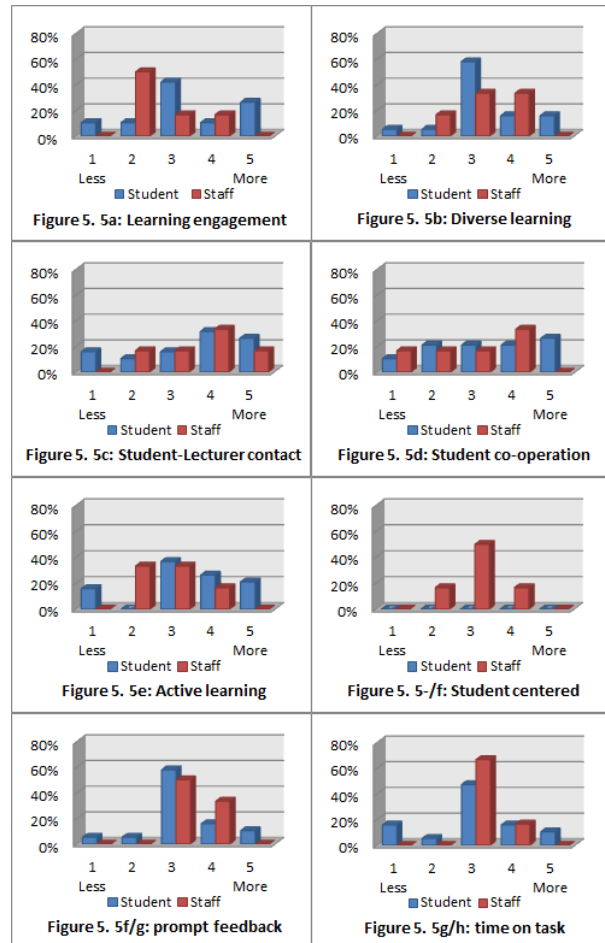 80%
60%
40%
20%
0%
1 2 3 4 5
Less More
Student Staff
Figure 5. 5a: Learning engagement
80%
60%
40%
20%
0%
1 2 3 4 5
Less More
Student Staff
Figure 5. 5b: Diverse learning
80%
60%
40%
20%
0%
1 2 3 4 5
Less More
Student Staff
Figure 5. 5c: Student-Lecturer contact
80%
60%
40%
20%
0%
1 2 3 4 5
Less More
Student Staff
Figure 5. 5d: Student co-operation
80%
60%
40%
20%
0%
1 2 3 4 5
Less More
Student Staff
Figure 5. 5e: Active learning
80%
60%
40%
20%
0%
1 2 3 4 5
Less More
Student Staff
Figure 5. 5-/f: Student centered
80%
60%
40%
20%
0%
1 2 3 4 5
Less More
Student Staff
Figure 5. 5f/g: prompt feedback
80%
60%
40%
20%
0%
1 2 3 4 5
Less More
Student Staff
Figure 5. 5g/h: time on task